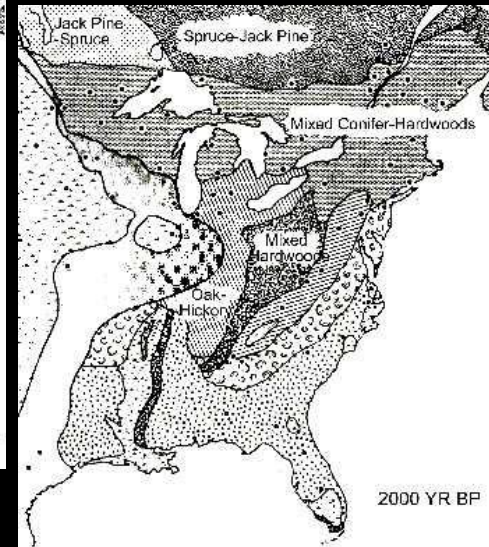 Jack Pine
-Spruce
Spruce-Jack Pine
Mixed Conifer-Hardwoods
Mixed
Hardwoods
Oak-
Hickory
2000 YR BP